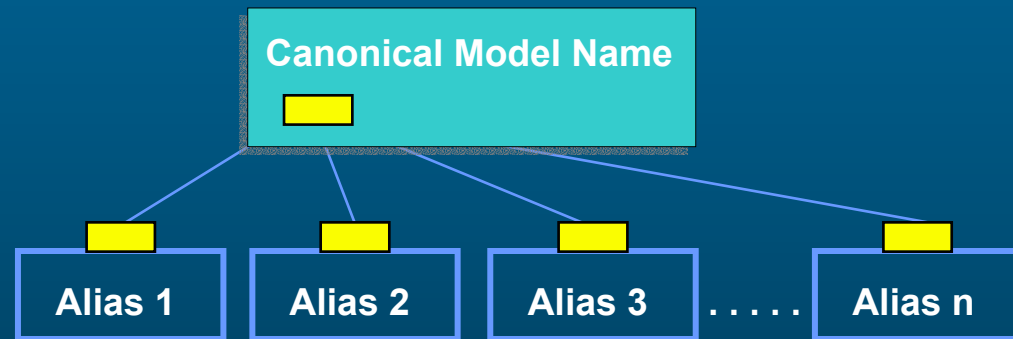 Canonical Model Name
Alias 1 Alias 2 Alias 3 ..... Alias n